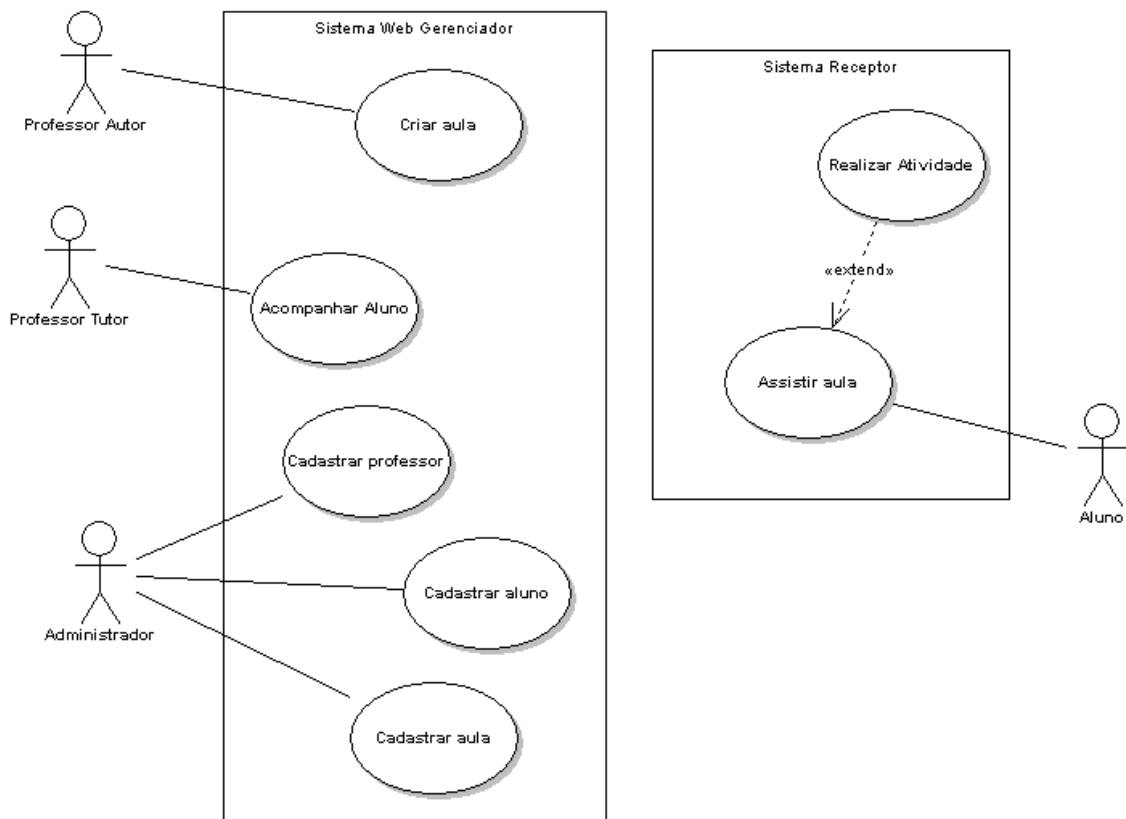 Sistema Web Gerenciador
Professor Autor
Criar aula
Professor Tutor
Acompanhar Aluno
Cadastrar professor
Administrador
Cadastrar aluno
Cadastrar aula
Sistema Receptor
Realizar Atividade
«extend»
Assistir aula
Aluno